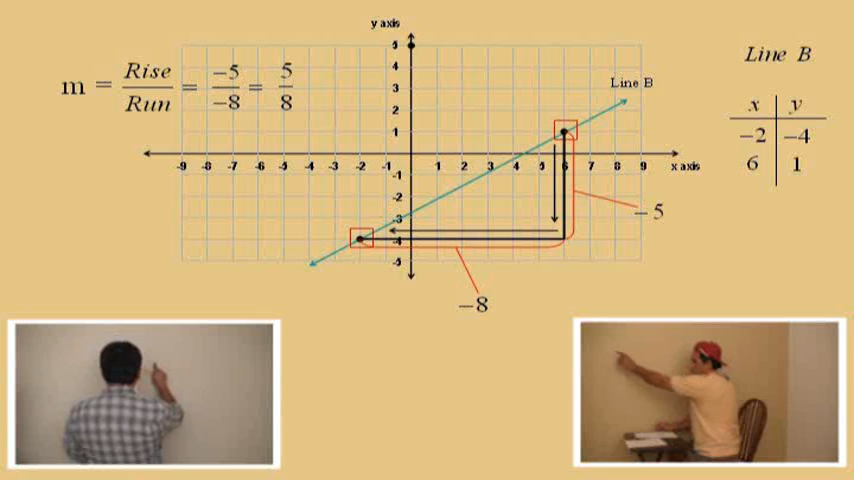 y axis
m = Rise/Run = −5/−8 = 5/8
Line B
x y
−2 −4
6 1
Line B
5
4
3
2
1
-9 -8 -7 -6 -5 -4 -3 -2 -1 1 2 3 4 5 6 7 8 9 x axis
-1
-2
-3
-4
-5
−5
−8